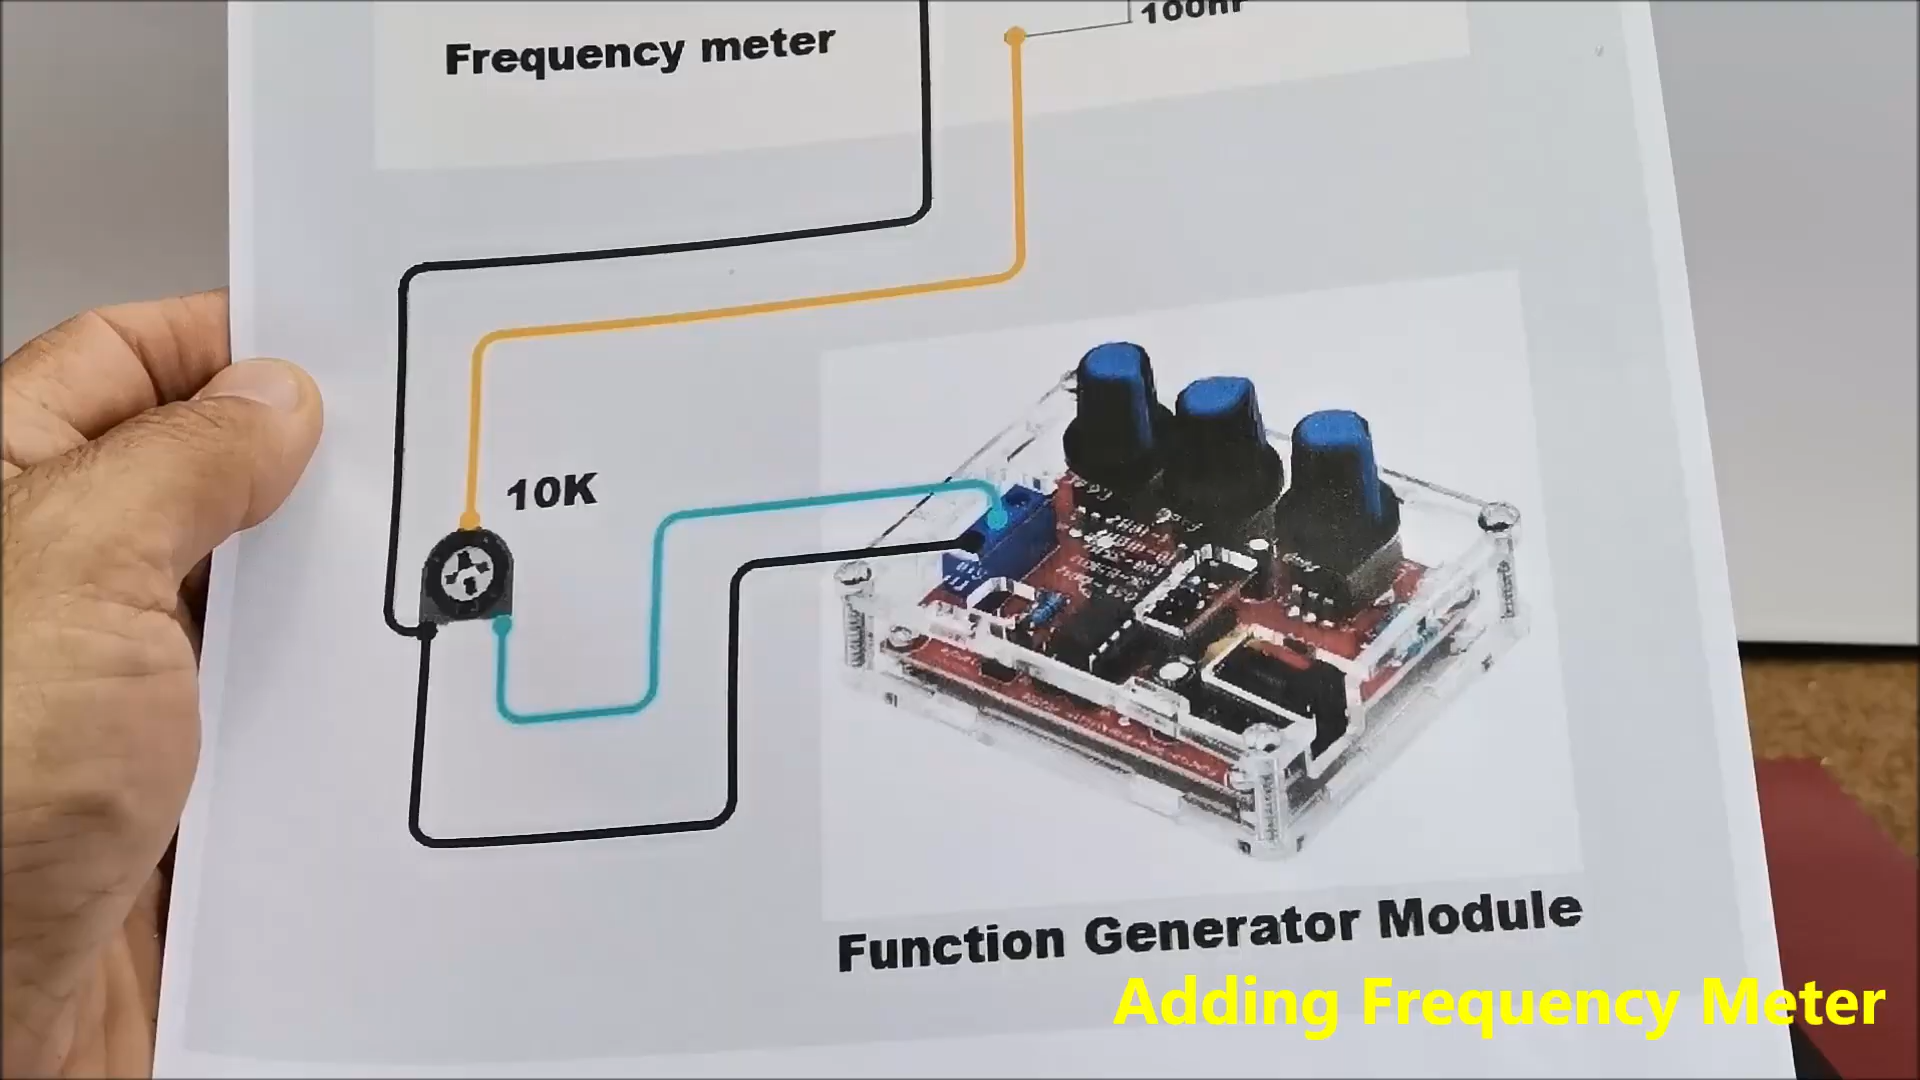 Frequency meter
10K
Function Generator Module
Adding Frequency Meter